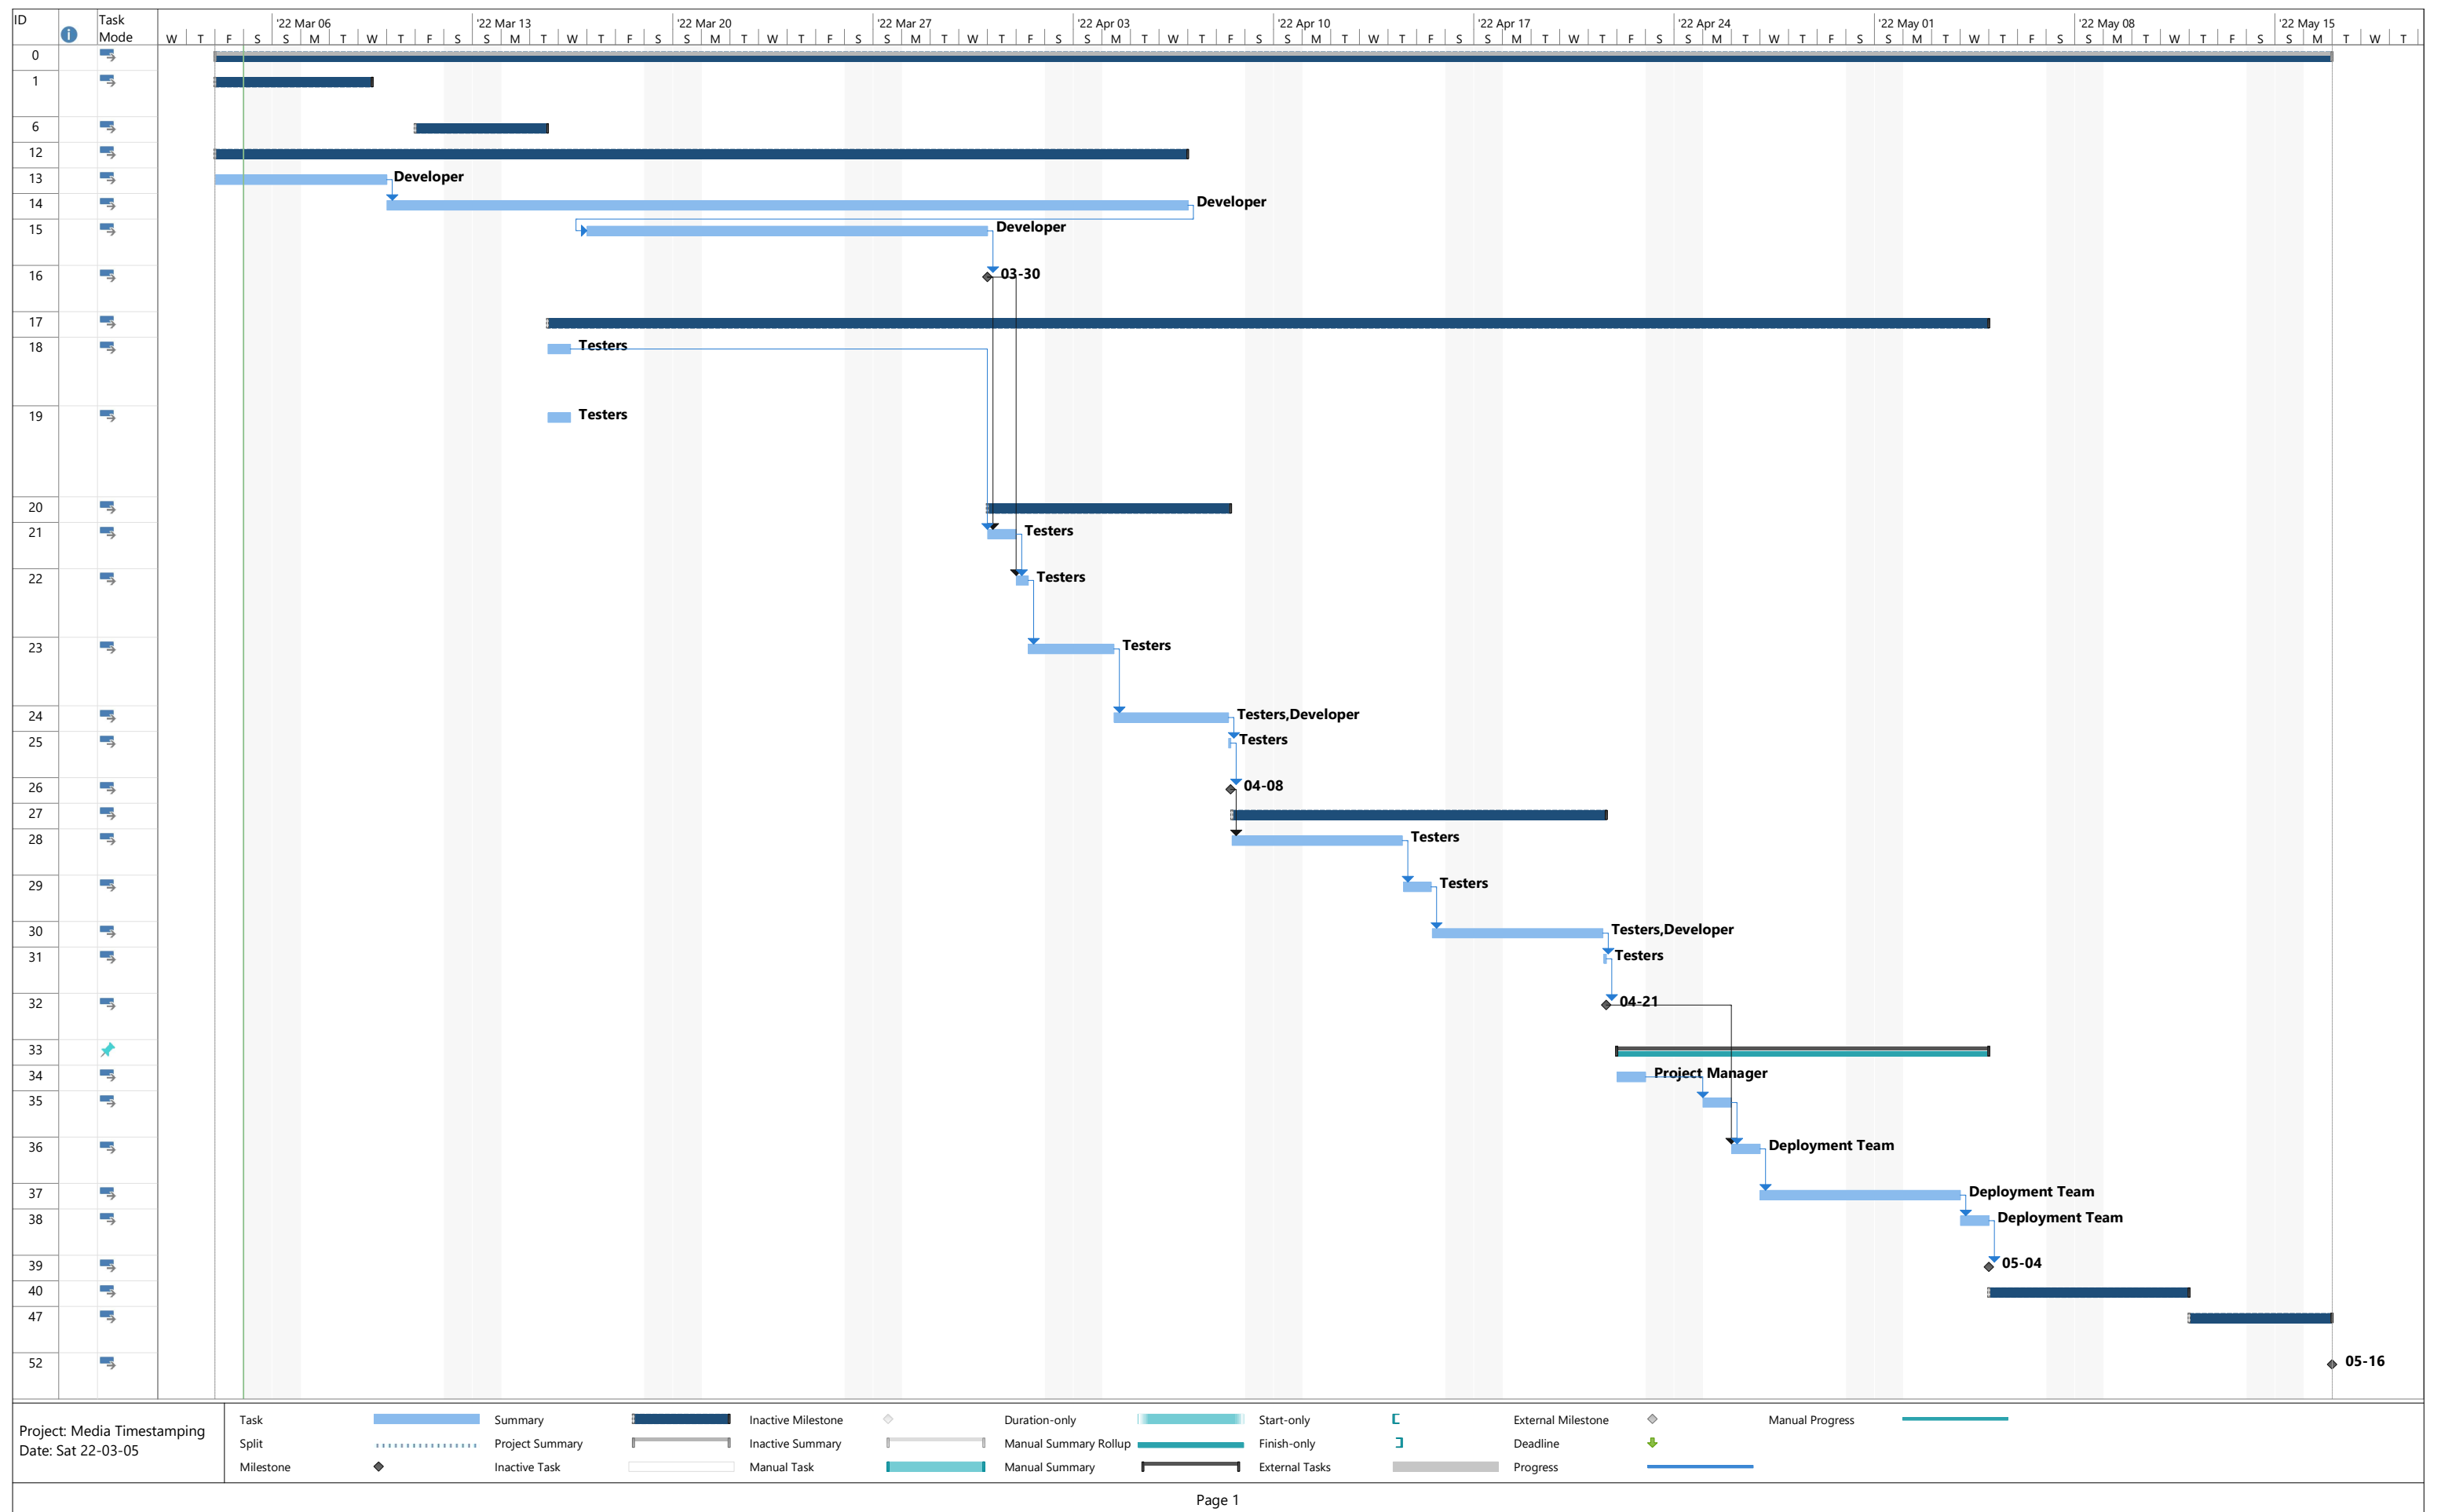 ID Task Mode '22 Mar 06 '22 Mar 13 '22 Mar 20 '22 Mar 27 '22 Apr 03 '22 Apr 10 '22 Apr 17 '22 Apr 24 '22 May 01 '22 May 08 '22 May 15
W T F S S M T W T F S S M T W T F S S M T W T F S S M T W T F S S M T W T F S S M T W T F S S M T W T F S S M T W T F S S M T W T F S S M T W T F S S M T W T
0
1
6
12
13 Developer
14 Developer
15 Developer
16 03-30
17
18 Testers
19 Testers
20
21 Testers
22 Testers
23 Testers
24 Testers,Developer
25 Testers
26 04-08
27
28 Testers
29 Testers
30 Testers,Developer
31 Testers
32 04-21
33
34 Project Manager
35
36 Deployment Team
37 Deployment Team
38 Deployment Team
39 05-04
40
47
52 05-16
Project: Media Timestamping
Date: Sat 22-03-05
Task Summary Inactive Milestone Duration-only Start-only External Milestone Manual Progress
Split Project Summary Inactive Summary Manual Summary Rollup Finish-only Deadline
Milestone Inactive Task Manual Task Manual Summary External Tasks Progress
Page 1